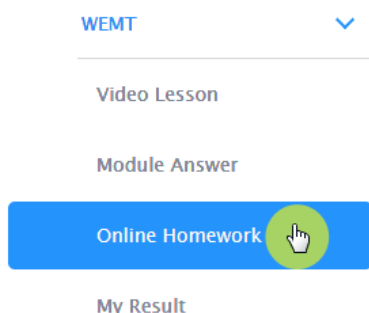 WEMT
Video Lesson
Module Answer
Online Homework
My Result